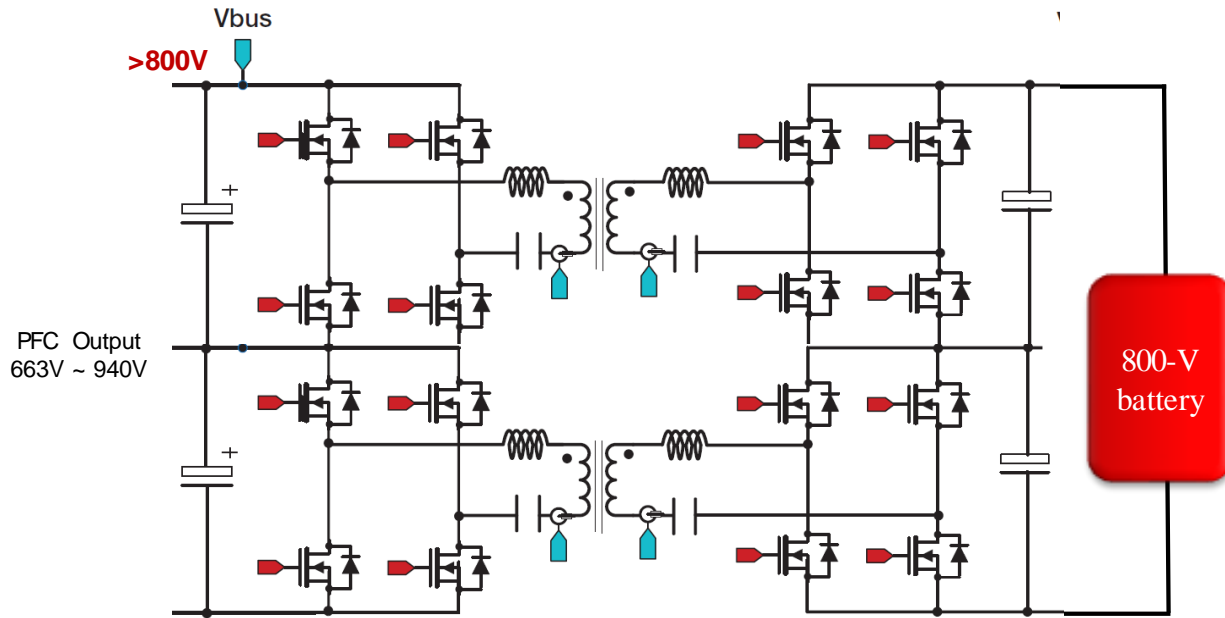 Vbus
>800V
PFC Output
663V ~ 940V
800-V
battery
+
+